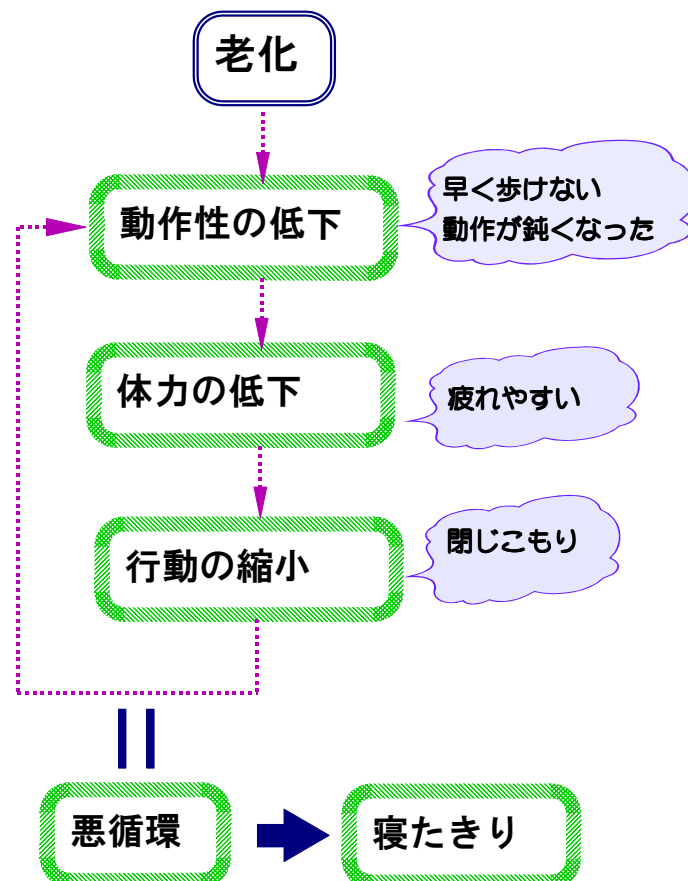 老化
動作性の低下
早く歩けない
動作が鈍くなった
体力の低下
疲れやすい
行動の縮小
閉じこもり
悪循環
寝たきり